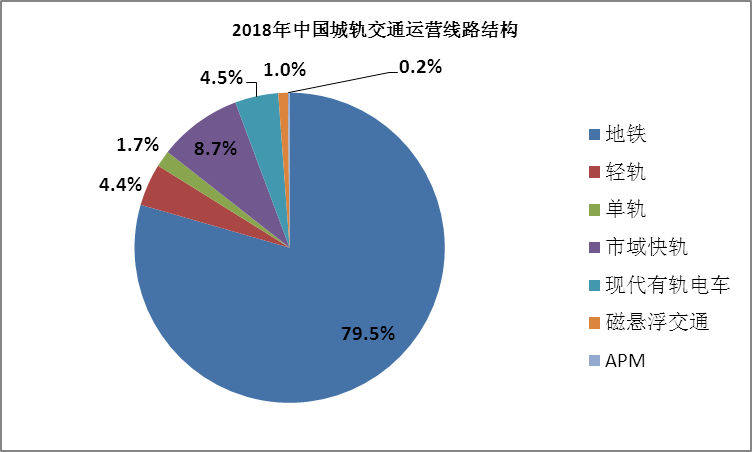 2018年中国城轨交通运营线路结构
4.5%
1.0%
0.2%
1.7%
8.7%
4.4%
79.5%
地铁
轻轨
单轨
市域快轨
现代有轨电车
磁悬浮交通
APM